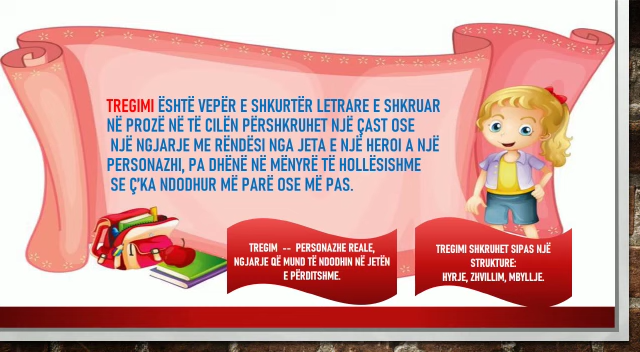 TREGIMI ËSHTË VEPËR E SHKURTËR LETRARE E SHKRUAR
NË PROZË NË TË CILËN PËRSHKRUHET NJË ÇAST OSE
NJË NGJARJE ME RËNDËSI NGA JETA E NJË HEROI A NJË
PERSONAZHI, PA DHËNË NË MËNYRË TË HOLLËSISHME
SE Ç'KA NDODHUR MË PARË OSE MË PAS.
TREGIM -- PERSONAZHE REALE,
NGJARJE QË MUND TË NDODHIN NË JETËN
E PËRDITSHME.
TREGIMI SHKRUHET SIPAS NJË
STRUKTURE:
HYRJE, ZHVILLIM, MBYLLJE.